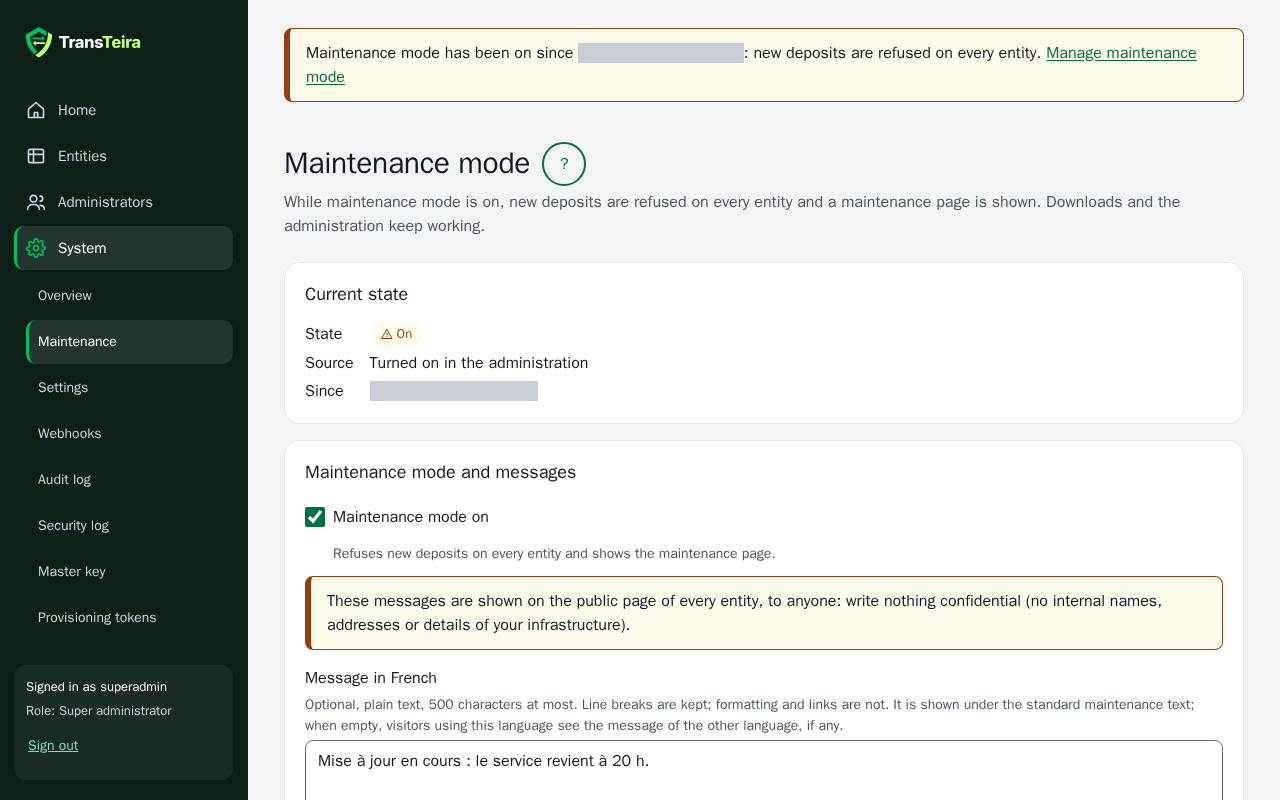 TransTeira
Home
Entities
Administrators
System
Overview
Maintenance
Settings
Webhooks
Audit log
Security log
Master key
Provisioning tokens
Signed in as superadmin
Role: Super administrator
Sign out
Maintenance mode has been on since : new deposits are refused on every entity. Manage maintenance
mode
Maintenance mode ?
While maintenance mode is on, new deposits are refused on every entity and a maintenance page is shown. Downloads and the
administration keep working.
Current state
State On
Source Turned on in the administration
Since
Maintenance mode and messages
Maintenance mode on
Refuses new deposits on every entity and shows the maintenance page.
These messages are shown on the public page of every entity, to anyone: write nothing confidential (no internal names,
addresses or details of your infrastructure).
Message in French
Optional, plain text, 500 characters at most. Line breaks are kept; formatting and links are not. It is shown under the standard maintenance text;
when empty, visitors using this language see the message of the other language, if any.
Mise à jour en cours : le service revient à 20 h.